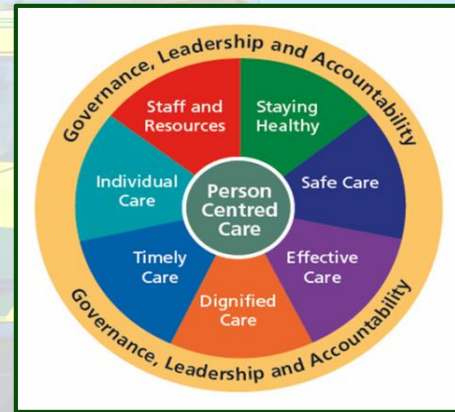 Governance, Leadership and Accountability
Staff and
Resources
Staying
Healthy
Individual
Care
Person
Centred
Care
Safe Care
Timely
Care
Effective
Care
Dignified
Care
Governance, Leadership and Accountability